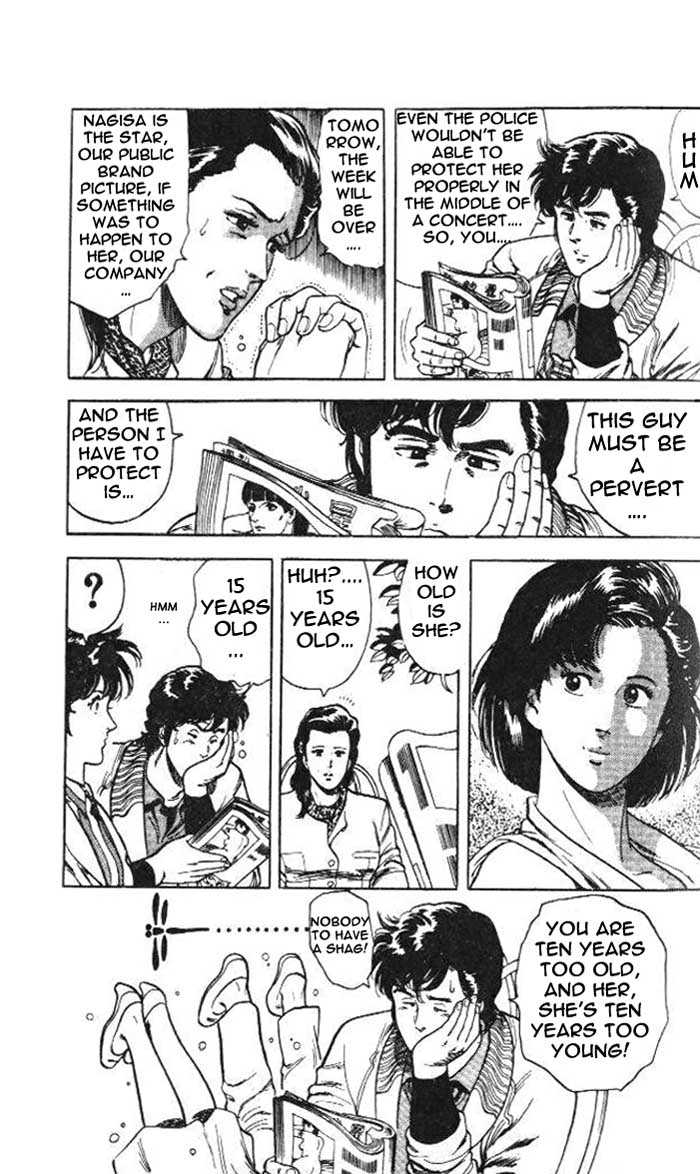 H
U
M
EVEN THE POLICE
WOULDN'T BE
ABLE TO
PROTECT HER
PROPERLY IN
THE MIDDLE OF
A CONCERT....
SO, YOU....
TOMO
RROW,
THE
WEEK
WILL
BE
OVER
....
NAGISA IS
THE STAR,
OUR PUBLIC
BRAND
PICTURE, IF
SOMETHING
WAS TO
HAPPEN TO
HER, OUR
COMPANY
...
THIS GUY
MUST BE
A
PERVERT
....
AND THE
PERSON I
HAVE TO
PROTECT
IS...
HOW
OLD
IS
SHE?
HUH?....
15
YEARS
OLD...
15
YEARS
OLD
...
HMM
...
?
YOU ARE
TEN YEARS
TOO OLD,
AND HER,
SHE'S TEN
YEARS TOO
YOUNG!
NOBODY
TO HAVE
A SHAG!